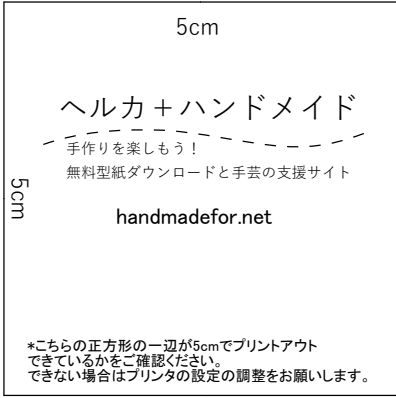 5cm
ヘルカ＋ハンドメイド
手作りを楽しもう！
無料型紙ダウンロードと手芸の支援サイト
5cm
handmadefor.net
*こちらの正方形の一辺が5cmでプリントアウト
できているかをご確認ください。
できない場合はプリンタの設定の調整をお願いします。